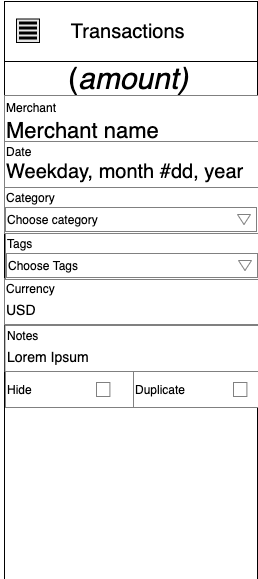 Transactions
(amount)
Merchant
Merchant name
Date
Weekday, month #dd, year
Category
Choose category
Tags
Choose Tags
Currency
USD
Notes
Lorem Ipsum
Hide Duplicate